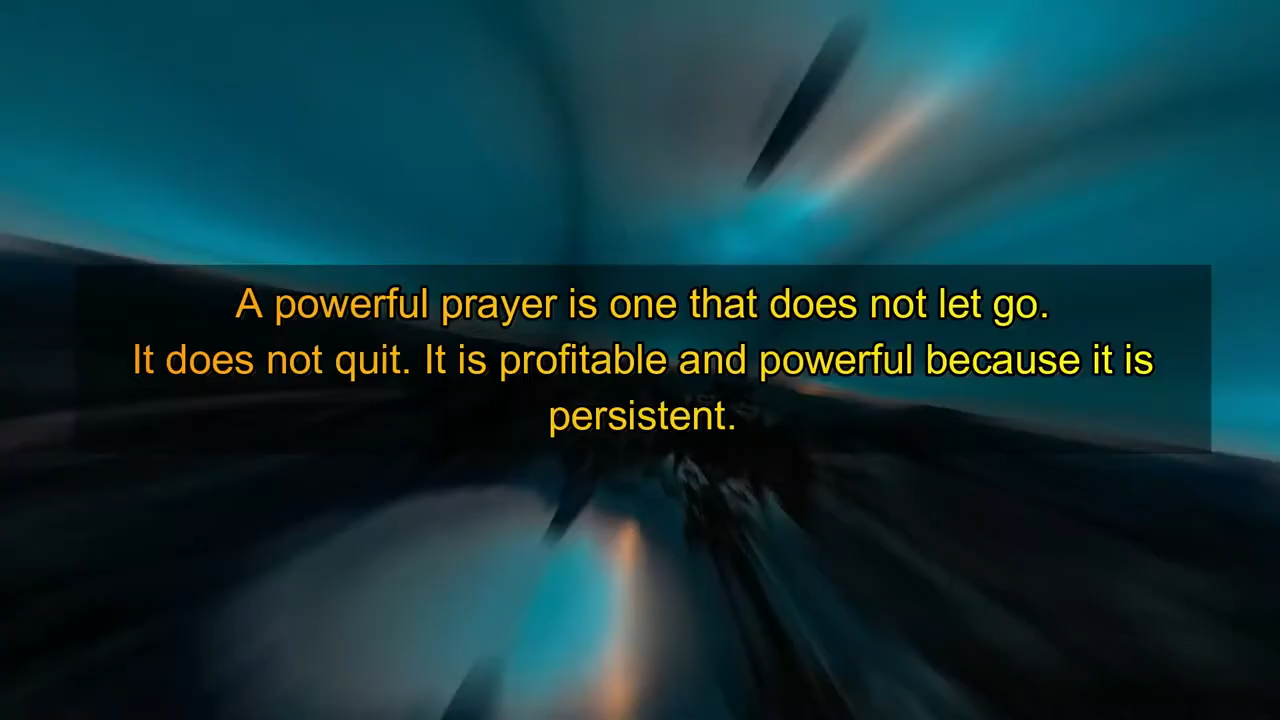 A powerful prayer is one that does not let go.
It does not quit. It is profitable and powerful because it is
persistent.